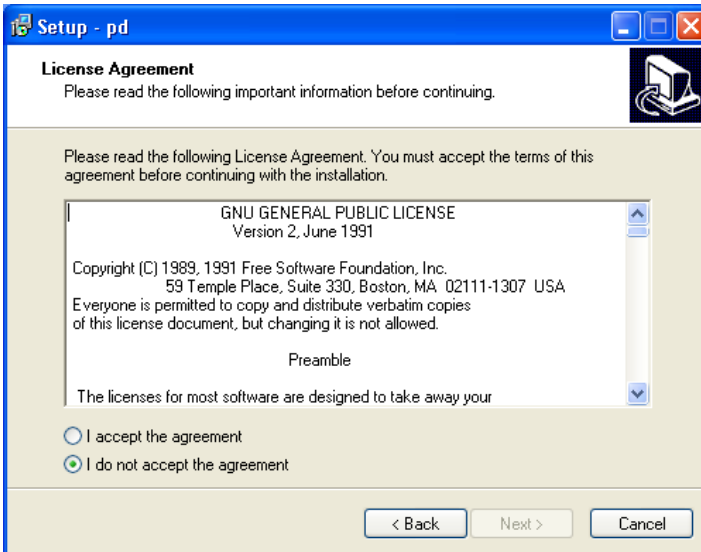 Setup - pd
License Agreement
Please read the following important information before continuing.
Please read the following License Agreement. You must accept the terms of this
agreement before continuing with the installation.
GNU GENERAL PUBLIC LICENSE
Version 2, June 1991
Copyright (C) 1989, 1991 Free Software Foundation, Inc.
59 Temple Place, Suite 330, Boston, MA 02111-1307 USA
Everyone is permitted to copy and distribute verbatim copies
of this license document, but changing it is not allowed.
Preamble
The licenses for most software are designed to take away your
I accept the agreement
I do not accept the agreement
< Back Next > Cancel